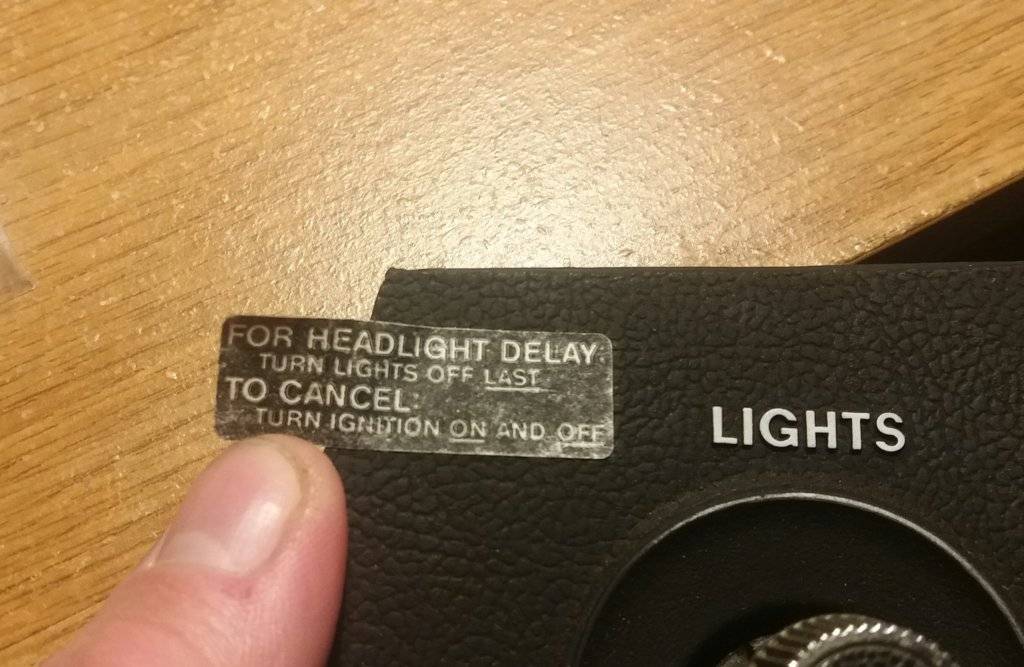 FOR HEADLIGHT DELAY:
TURN LIGHTS OFF LAST
TO CANCEL:
TURN IGNITION ON AND OFF
LIGHTS